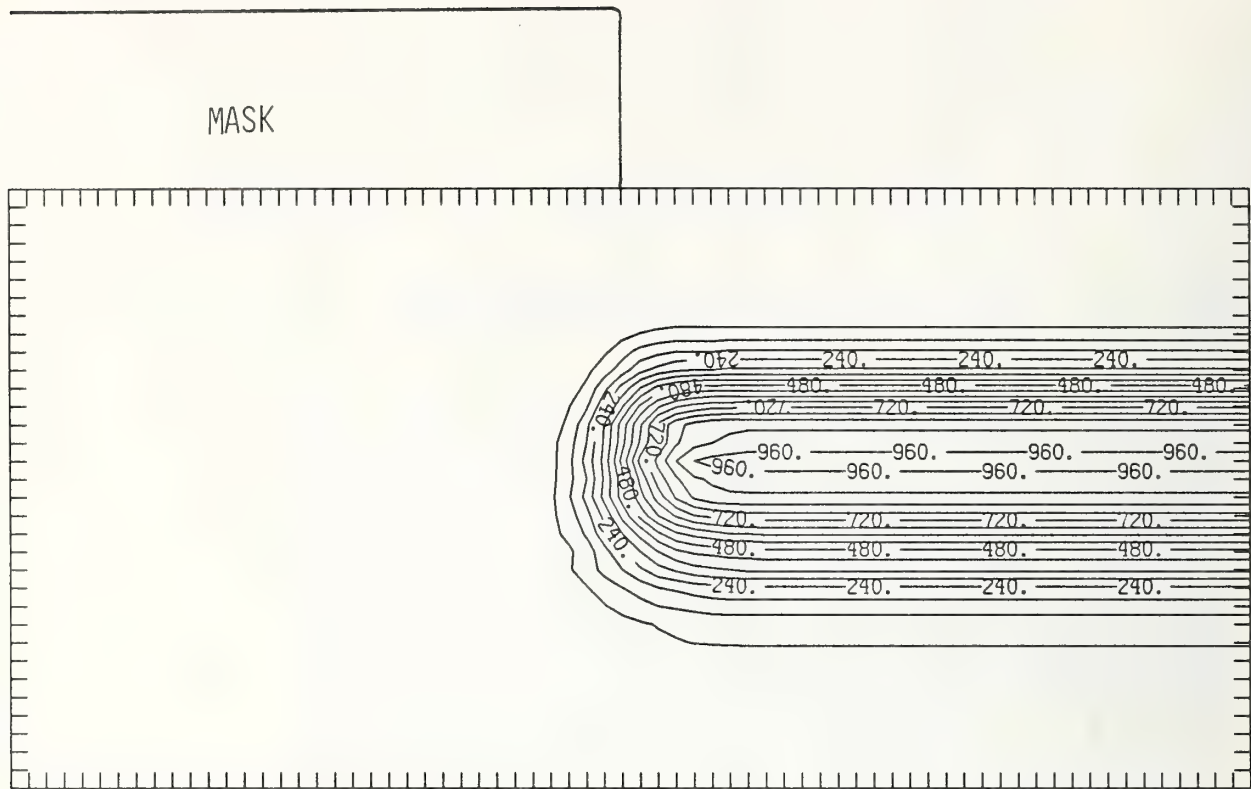 MASK
240. 240. 240. 240.
480. 480. 480. 480. 480.
720. 720. 720. 720.
240. 720.
960. 960. 960. 960.
960. 960. 960. 960.
480.
720. 720. 720. 720.
240. 480. 480. 480. 480.
240. 240. 240. 240.